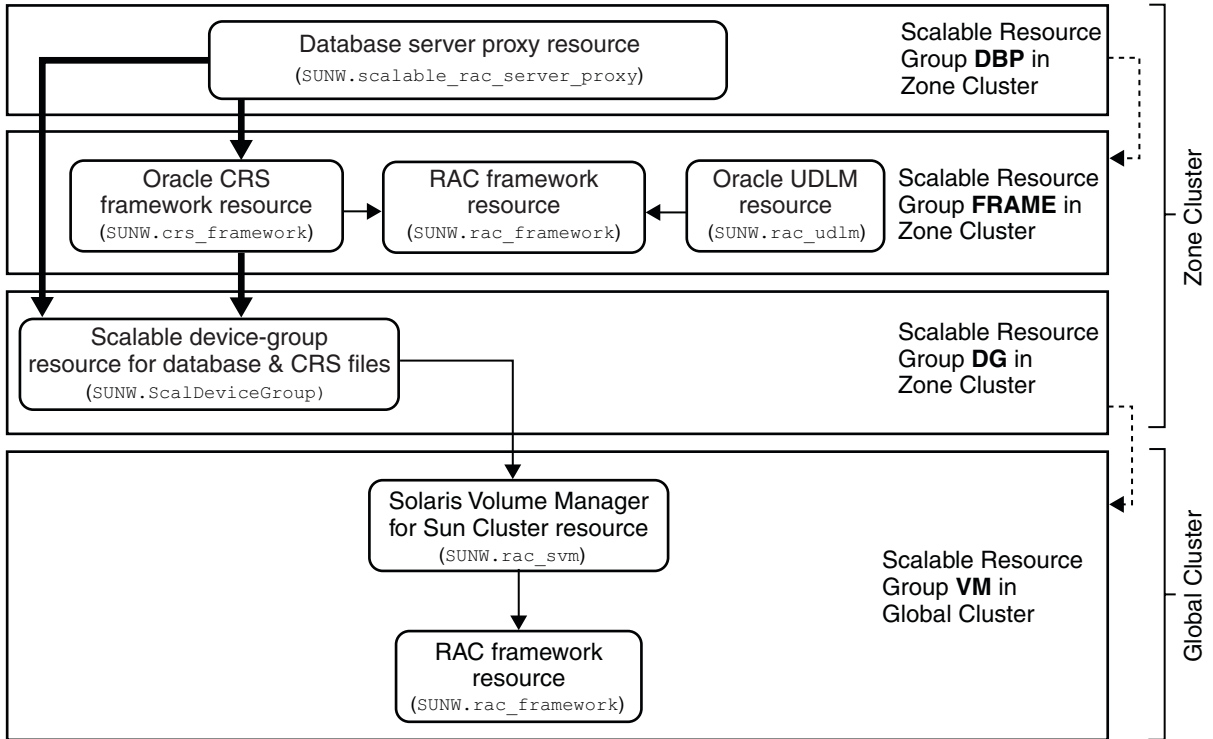 Database server proxy resource
(SUNW.scalable_rac_server_proxy)
Scalable Resource
Group DBP in
Zone Cluster
Oracle CRS
framework resource
(SUNW.crs_framework)
RAC framework
resource
(SUNW.rac_framework)
Oracle UDLM
resource
(SUNW.rac_udlm)
Scalable Resource
Group FRAME in
Zone Cluster
Scalable device-group
resource for database & CRS files
(SUNW.ScalDeviceGroup)
Scalable Resource
Group DG in
Zone Cluster
Zone Cluster
Solaris Volume Manager
for Sun Cluster resource
(SUNW.rac_svm)
RAC framework
resource
(SUNW.rac_framework)
Scalable Resource
Group VM in
Global Cluster
Global Cluster